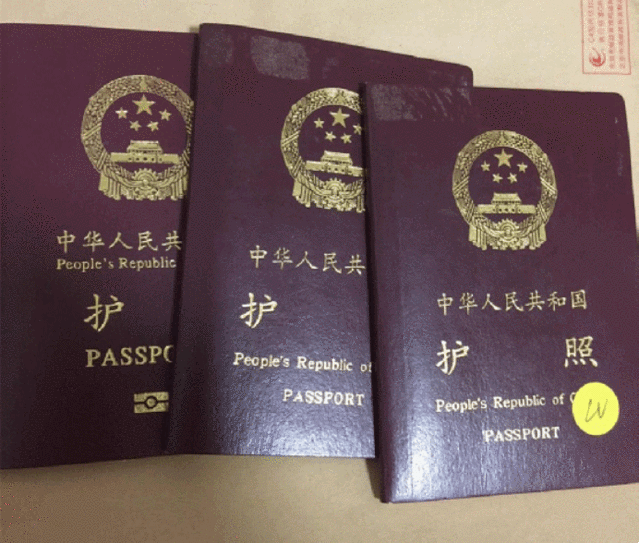 中华人民共
People's Republic
护
PASSPO
中华人民共
护
People's Republic of
PASSPORT
中华人民共和国
护 照
People's Republic of C
PASSPORT
W